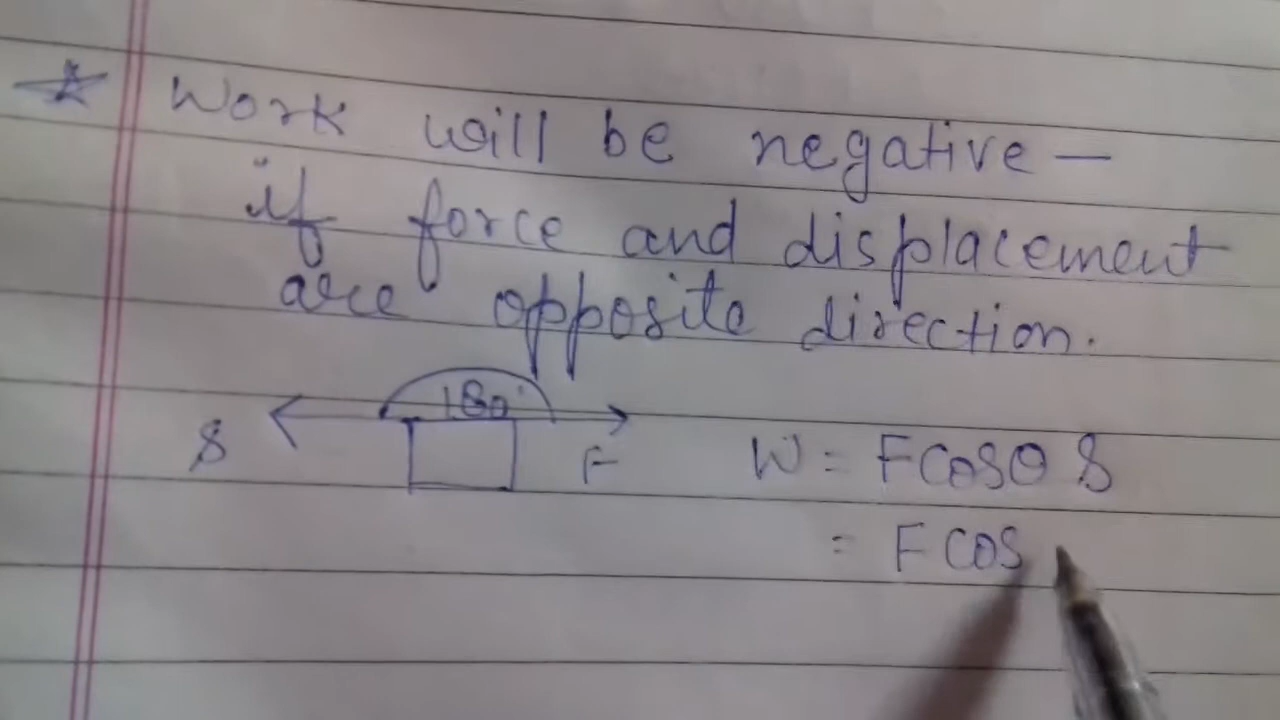 ☆ Work will be negative —
if force and displacement
are opposite direction.
180°
S F W = F cosθ S
= F cos